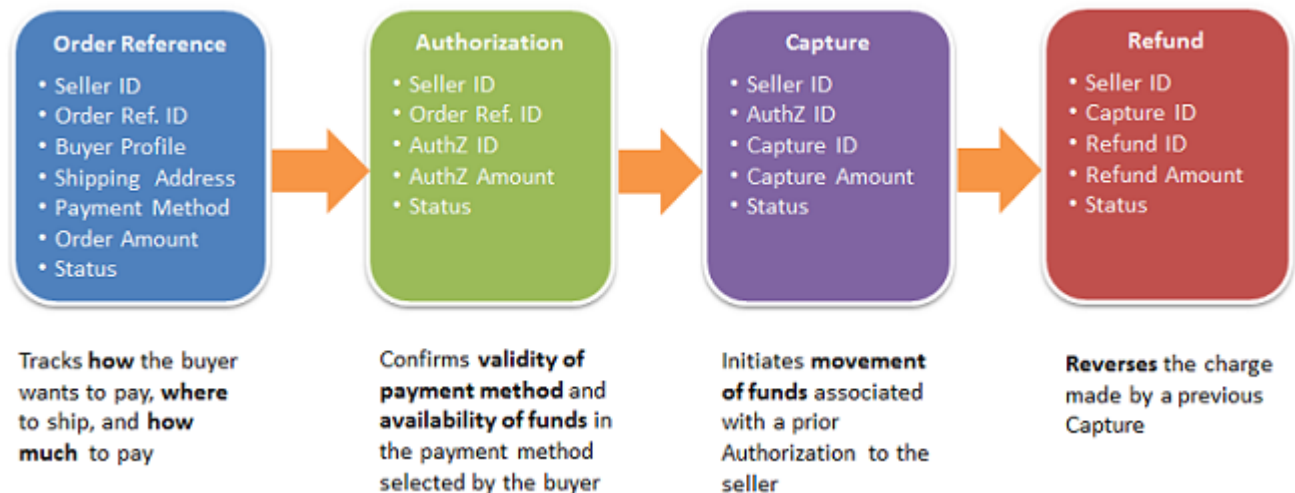 Order Reference
• Seller ID
• Order Ref. ID
• Buyer Profile
• Shipping Address
• Payment Method
• Order Amount
• Status
Authorization
• Seller ID
• Order Ref. ID
• AuthZ ID
• AuthZ Amount
• Status
Capture
• Seller ID
• AuthZ ID
• Capture ID
• Capture Amount
• Status
Refund
• Seller ID
• Capture ID
• Refund ID
• Refund Amount
• Status
Tracks how the buyer
wants to pay, where
to ship, and how
much to pay
Confirms validity of
payment method and
availability of funds in
the payment method
selected by the buyer
Initiates movement
of funds associated
with a prior
Authorization to the
seller
Reverses the charge
made by a previous
Capture